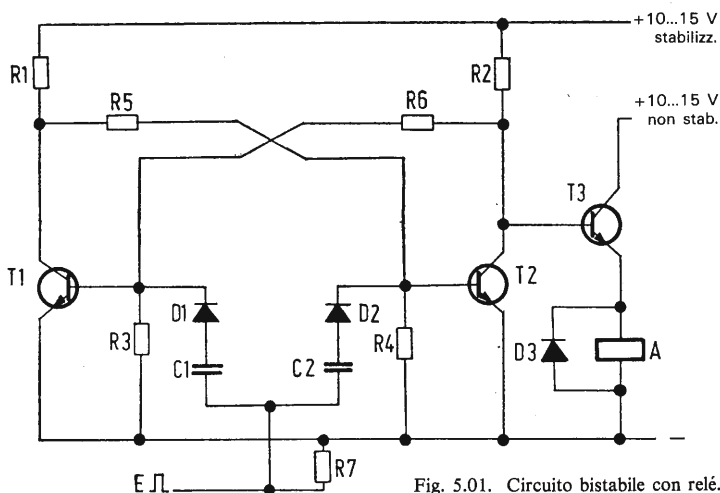 +10...15 V
stabilizz.
R1
R2
R5
R6
+10...15 V
non stab.
T3
T1
T2
D1
D2
R3
R4
C1
C2
D3
A
R7
E
Fig. 5.01. Circuito bistabile con relé.